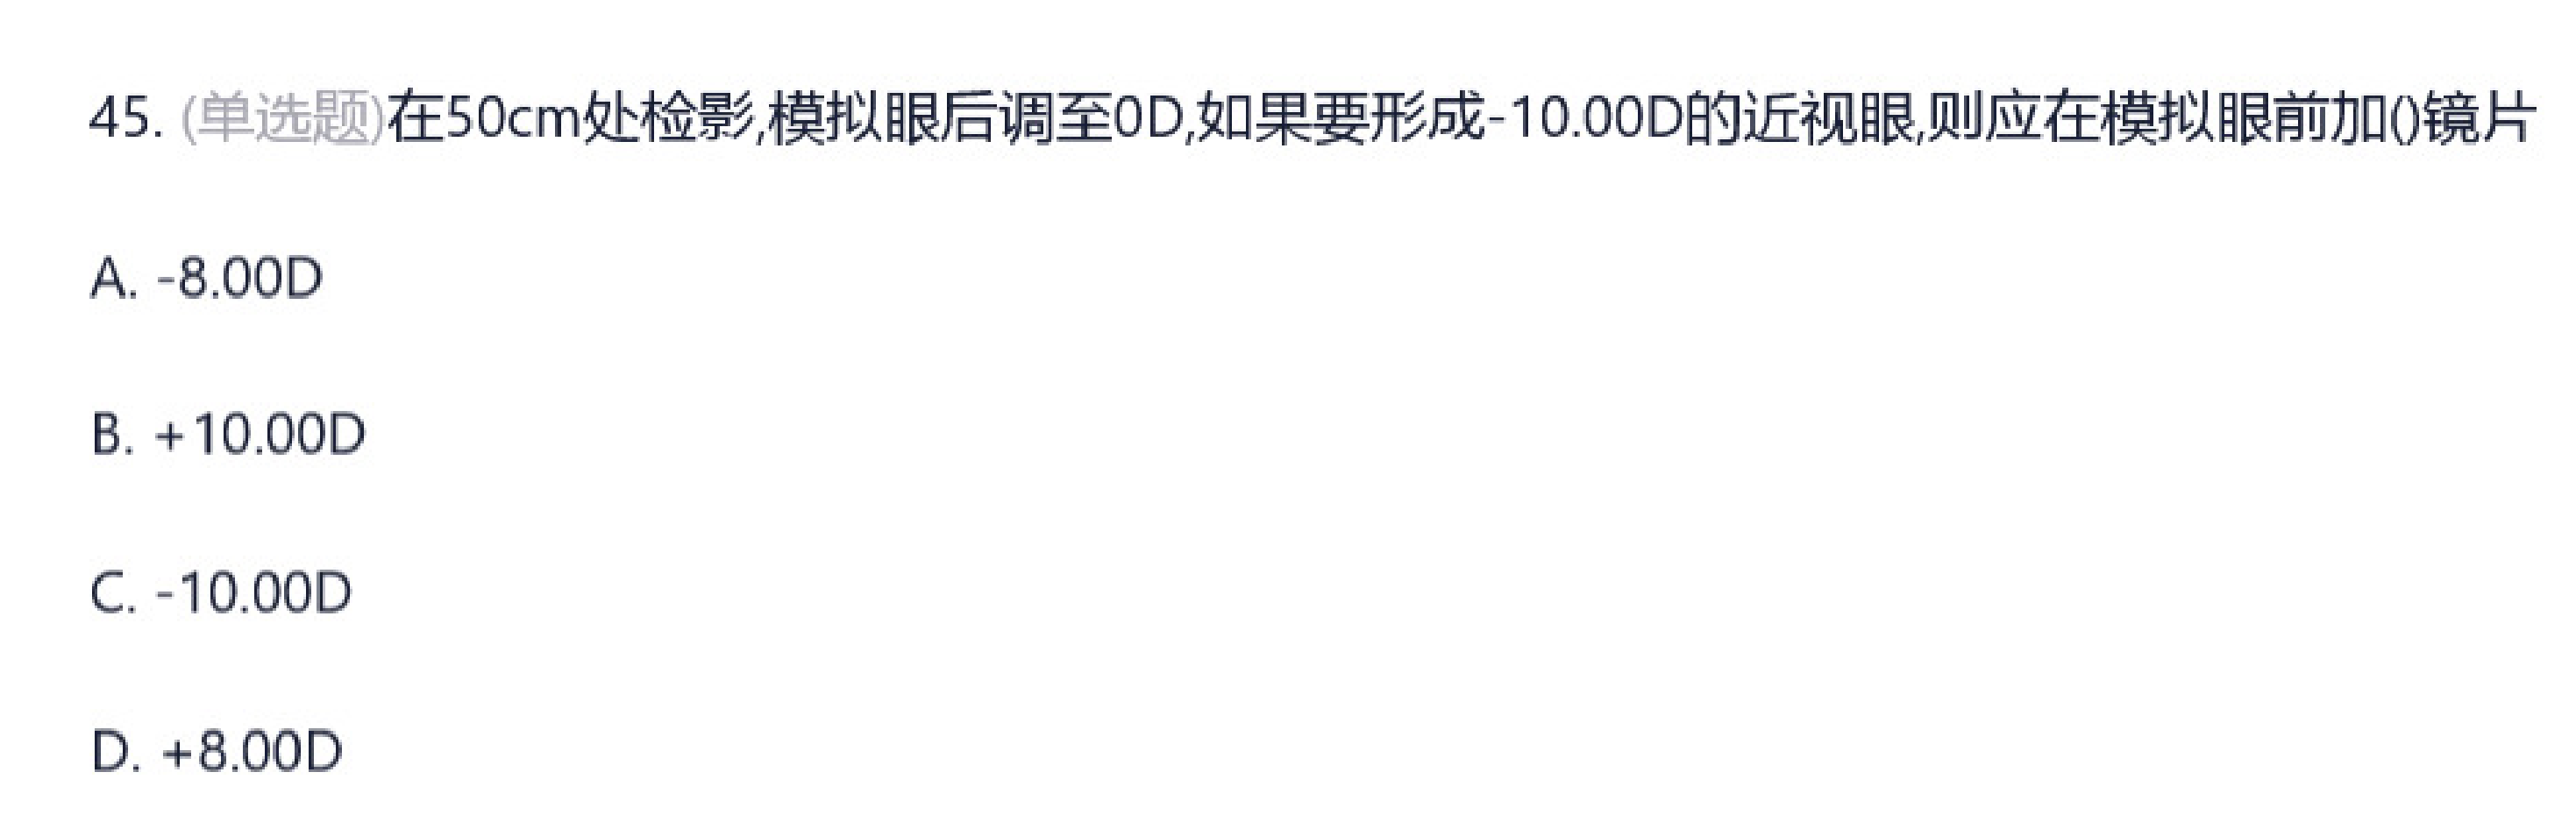 45. (单选题)在50cm处检影,模拟眼后调至0D,如果要形成-10.00D的近视眼,则应在模拟眼前加()镜片
A. -8.00D
B. +10.00D
C. -10.00D
D. +8.00D